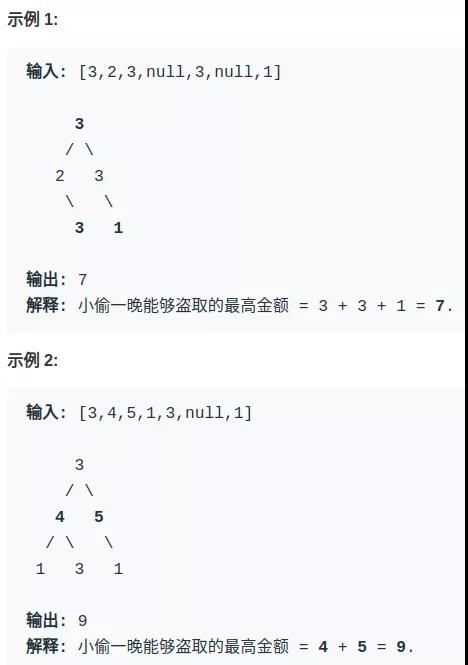 示例 1:
输入: [3,2,3,null,3,null,1]
3
/ \
2 3
\ \
3 1
输出: 7
解释: 小偷一晚能够盗取的最高金额 = 3 + 3 + 1 = 7.
示例 2:
输入: [3,4,5,1,3,null,1]
3
/ \
4 5
/ \ \
1 3 1
输出: 9
解释: 小偷一晚能够盗取的最高金额 = 4 + 5 = 9.